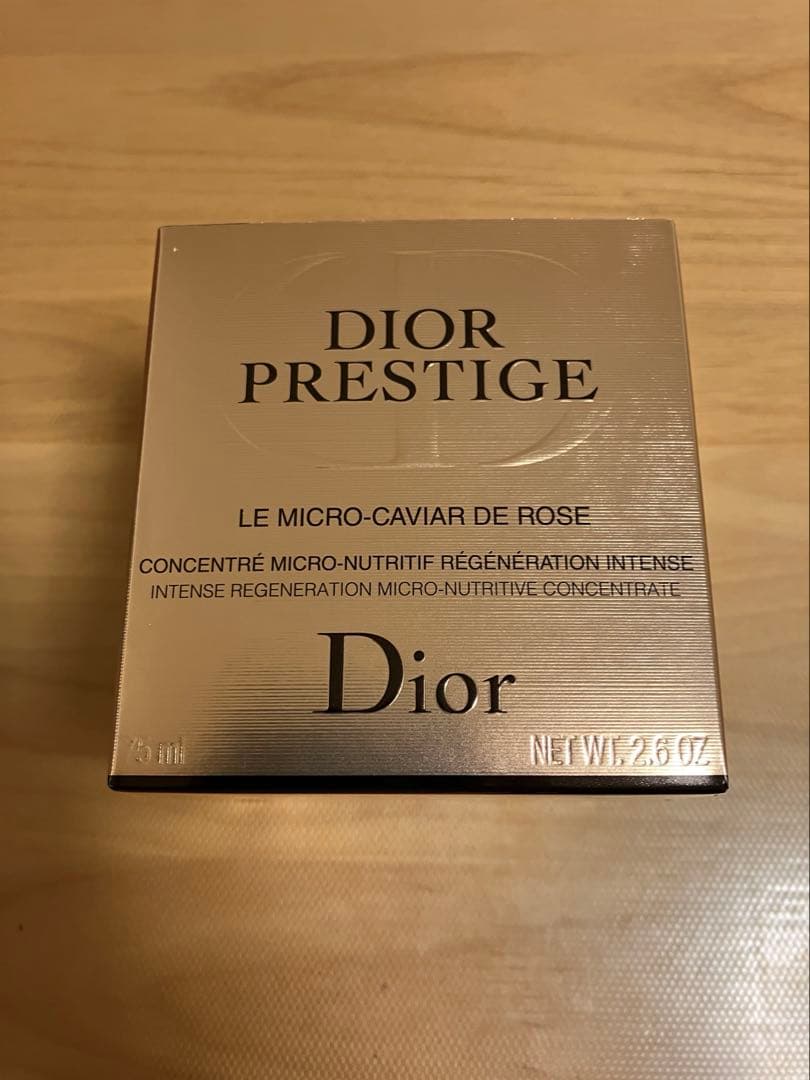 DIOR
PRESTIGE
LE MICRO-CAVIAR DE ROSE
CONCENTRÉ MICRO-NUTRITIF RÉGÉNÉRATION INTENSE
INTENSE REGENERATION MICRO-NUTRITIVE CONCENTRATE
Dior
75 ml NET WT. 2.6 OZ